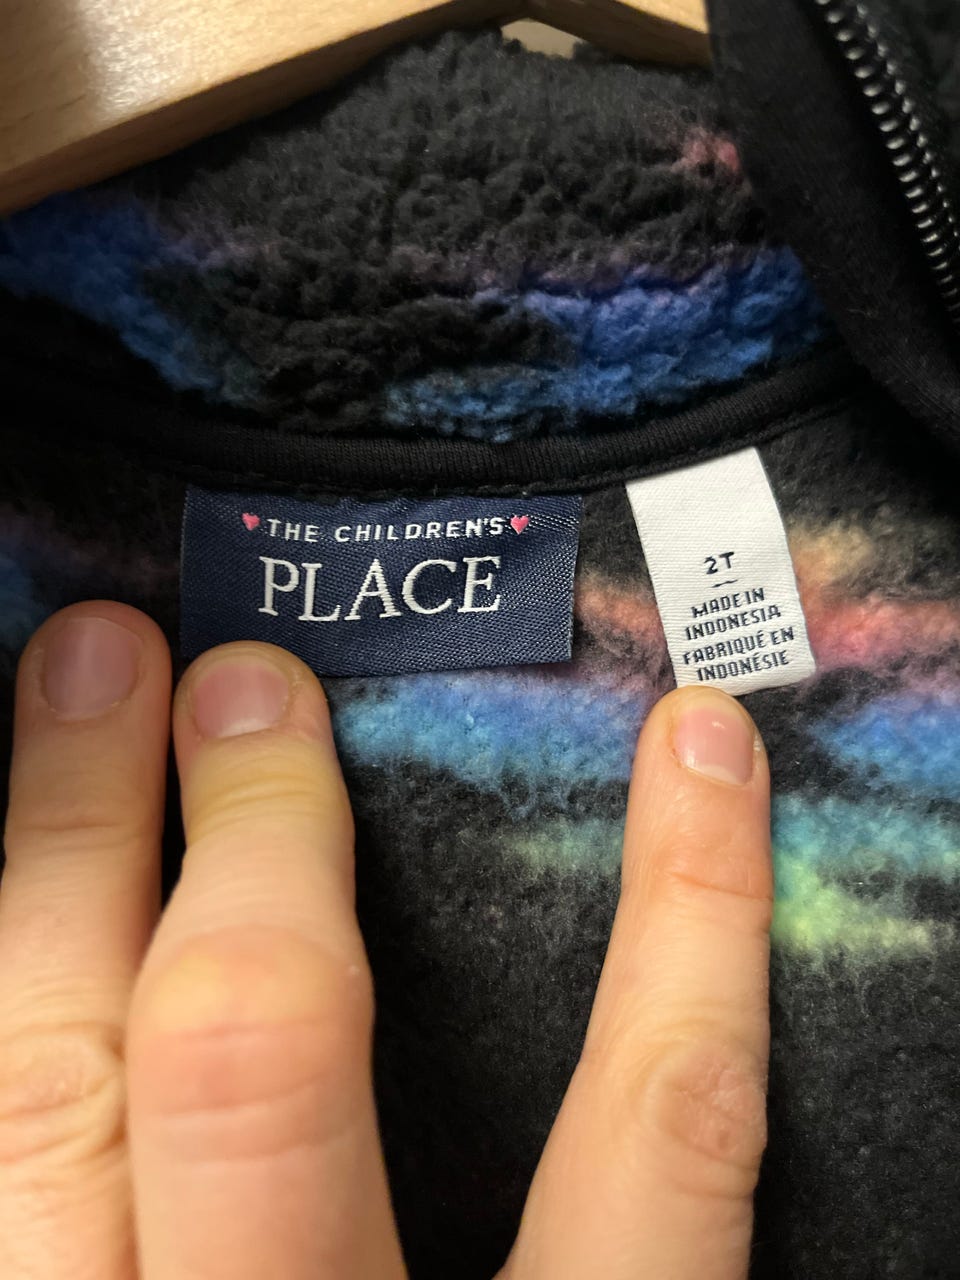 THE CHILDREN'S
PLACE
2T
MADE IN
INDONESIA
FABRIQUÉ EN
INDONÉSIE